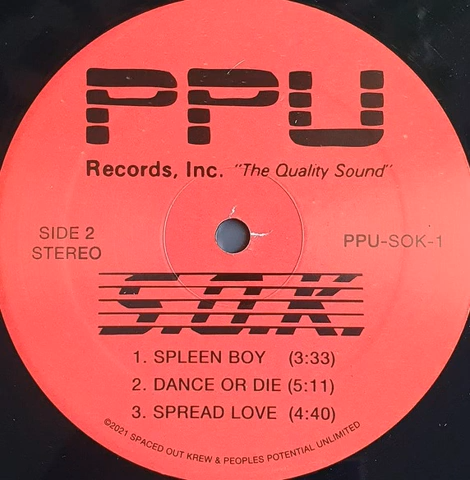 PPU
Records, Inc. "The Quality Sound"
SIDE 2
STEREO
PPU-SOK-1
S.O.K.
1. SPLEEN BOY (3:33)
2. DANCE OR DIE (5:11)
3. SPREAD LOVE (4:40)
©2021 SPACED OUT KREW & PEOPLES POTENTIAL UNLIMITED